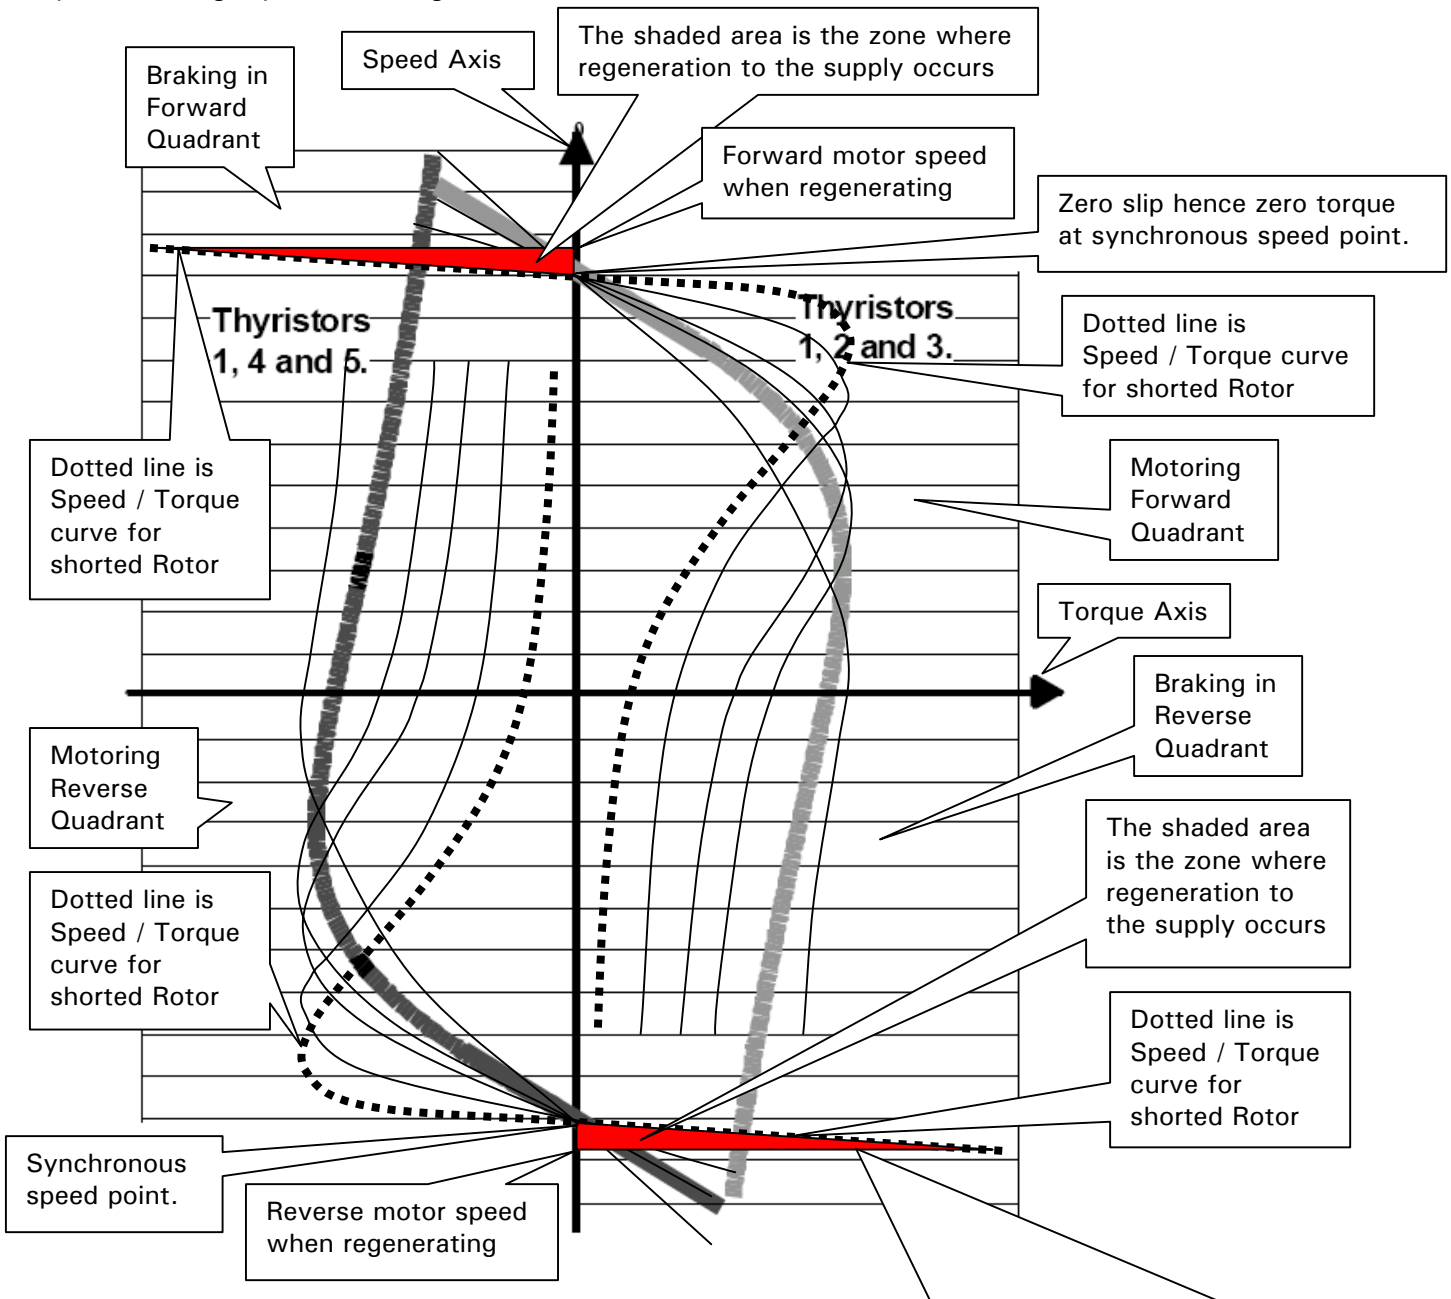 The shaded area is the zone where
regeneration to the supply occurs
Speed Axis
Braking in
Forward
Quadrant
0
Forward motor speed
when regenerating
Zero slip hence zero torque
at synchronous speed point.
Thyristors
1, 4 and 5.
Thyristors
1, 2 and 3.
Dotted line is
Speed / Torque curve
for shorted Rotor
Dotted line is
Speed / Torque
curve for
shorted Rotor
Motoring
Forward
Quadrant
Torque Axis
Braking in
Reverse
Quadrant
Motoring
Reverse
Quadrant
The shaded area
is the zone where
regeneration to
the supply occurs
Dotted line is
Speed / Torque
curve for
shorted Rotor
Dotted line is
Speed / Torque
curve for
shorted Rotor
Synchronous
speed point.
Reverse motor speed
when regenerating